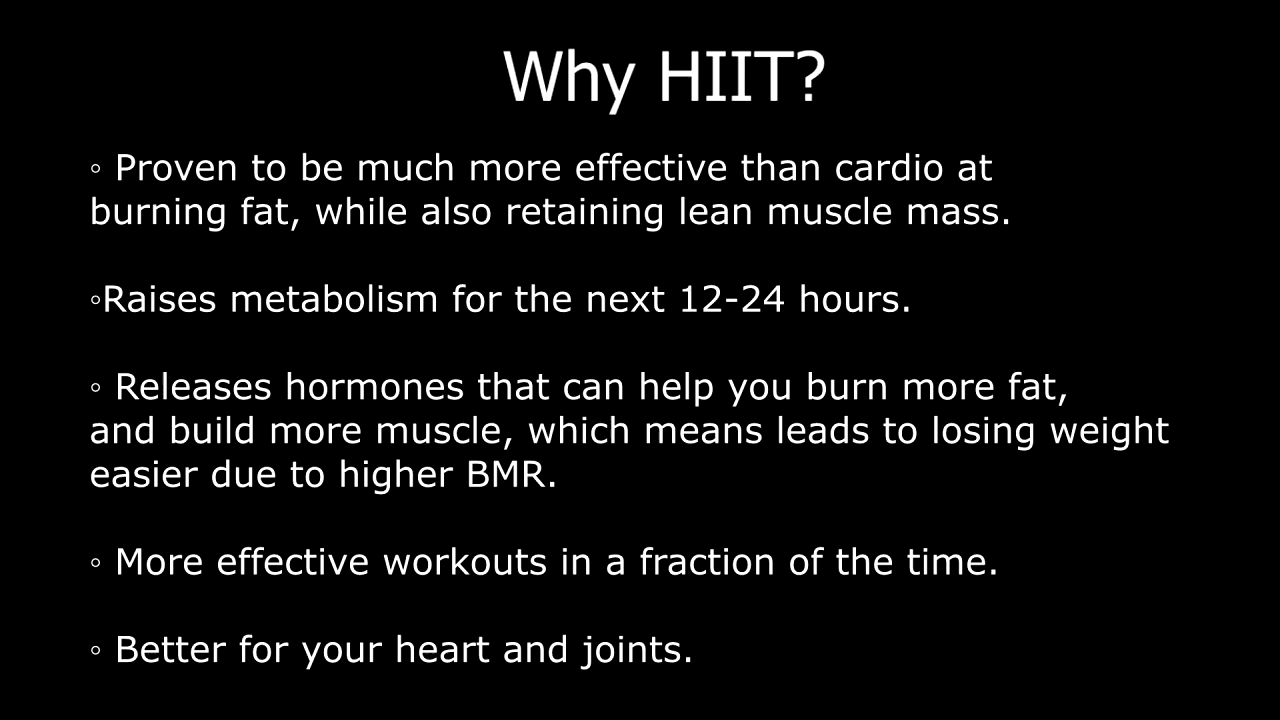 Why HIIT?
◦ Proven to be much more effective than cardio at
burning fat, while also retaining lean muscle mass.
◦Raises metabolism for the next 12-24 hours.
◦ Releases hormones that can help you burn more fat,
and build more muscle, which means leads to losing weight
easier due to higher BMR.
◦ More effective workouts in a fraction of the time.
◦ Better for your heart and joints.